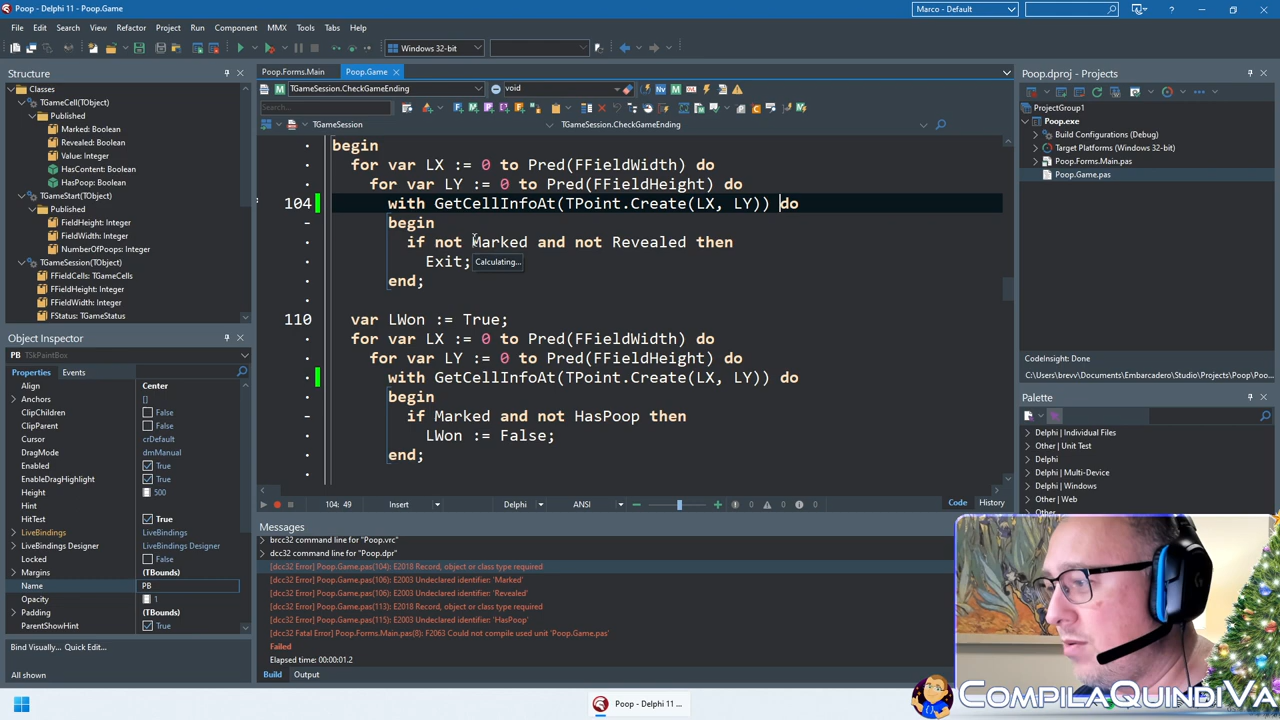 Poop - Delphi 11 - Poop.Game
Marco - Default
File Edit Search View Refactor Project Run Component MMX Tools Tabs Help
Windows 32-bit
Structure
Classes
TGameCell(TObject)
Published
Marked: Boolean
Revealed: Boolean
Value: Integer
HasContent: Boolean
HasPoop: Boolean
TGameStart(TObject)
Published
FieldHeight: Integer
FieldWidth: Integer
NumberOfPoops: Integer
TGameSession(TObject)
FFieldCells: TGameCells
FFieldHeight: Integer
FFieldWidth: Integer
FStatus: TGameStatus
Object Inspector
PB TSkPaintBox
Properties Events
Align Center
Anchors []
ClipChildren False
ClipParent False
Cursor crDefault
DragMode dmManual
Enabled True
EnableDragHighlight True
Height 500
Hint
HitTest True
LiveBindings LiveBindings
LiveBindings Designer LiveBindings Designer
Locked False
Margins (TBounds)
Name PB
Opacity 1
Padding (TBounds)
ParentShowHint True
Bind Visually... Quick Edit...
Poop.Forms.Main Poop.Game
TGameSession.CheckGameEnding void
Search...
TGameSession TGameSession.CheckGameEnding
begin
for var LX := 0 to Pred(FFieldWidth) do
for var LY := 0 to Pred(FFieldHeight) do
104 with GetCellInfoAt(TPoint.Create(LX, LY)) do
begin
if not Marked and not Revealed then
Exit;
Calculating...
end;
110 var LWon := True;
for var LX := 0 to Pred(FFieldWidth) do
for var LY := 0 to Pred(FFieldHeight) do
with GetCellInfoAt(TPoint.Create(LX, LY)) do
begin
if Marked and not HasPoop then
LWon := False;
end;
104: 49 Insert Delphi ANSI 0 0 0 Code History
Messages
brcc32 command line for "Poop.vrc"
dcc32 command line for "Poop.dpr"
[dcc32 Error] Poop.Game.pas(104): E2018 Record, object or class type required
[dcc32 Error] Poop.Game.pas(106): E2003 Undeclared identifier: 'Marked'
[dcc32 Error] Poop.Game.pas(106): E2003 Undeclared identifier: 'Revealed'
[dcc32 Error] Poop.Game.pas(113): E2018 Record, object or class type required
[dcc32 Error] Poop.Game.pas(115): E2003 Undeclared identifier: 'HasPoop'
[dcc32 Fatal Error] Poop.Forms.Main.pas(8): F2063 Could not compile used unit 'Poop.Game.pas'
Failed
Elapsed time: 00:00:01.2
Build Output
Poop.dproj - Projects
ProjectGroup1
Poop.exe
Build Configurations (Debug)
Target Platforms (Windows 32-bit)
Poop.Forms.Main.pas
Poop.Game.pas
CodeInsight: Done
C:\Users\brevv\Documents\Embarcadero\Studio\Projects\Poop\Poo
Palette
Delphi | Individual Files
Other | Unit Test
Delphi
Delphi | Multi-Device
Delphi | Windows
Other | Web
Other
CompilaQuindiVa
Poop - Delphi 11 ...